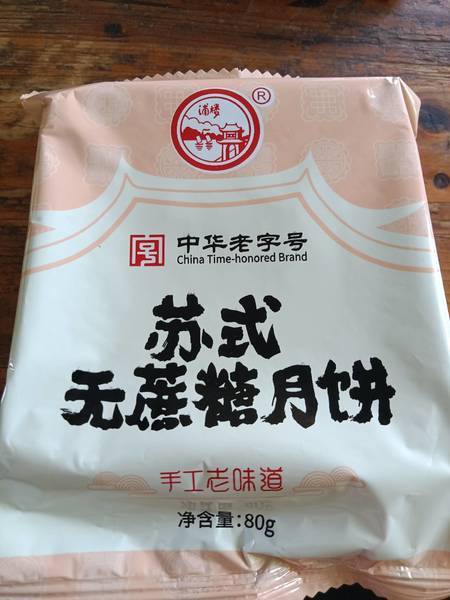 浦楼
®
中华老字号
China Time-honored Brand
苏式
无蔗糖月饼
手工老味道
净含量:80g